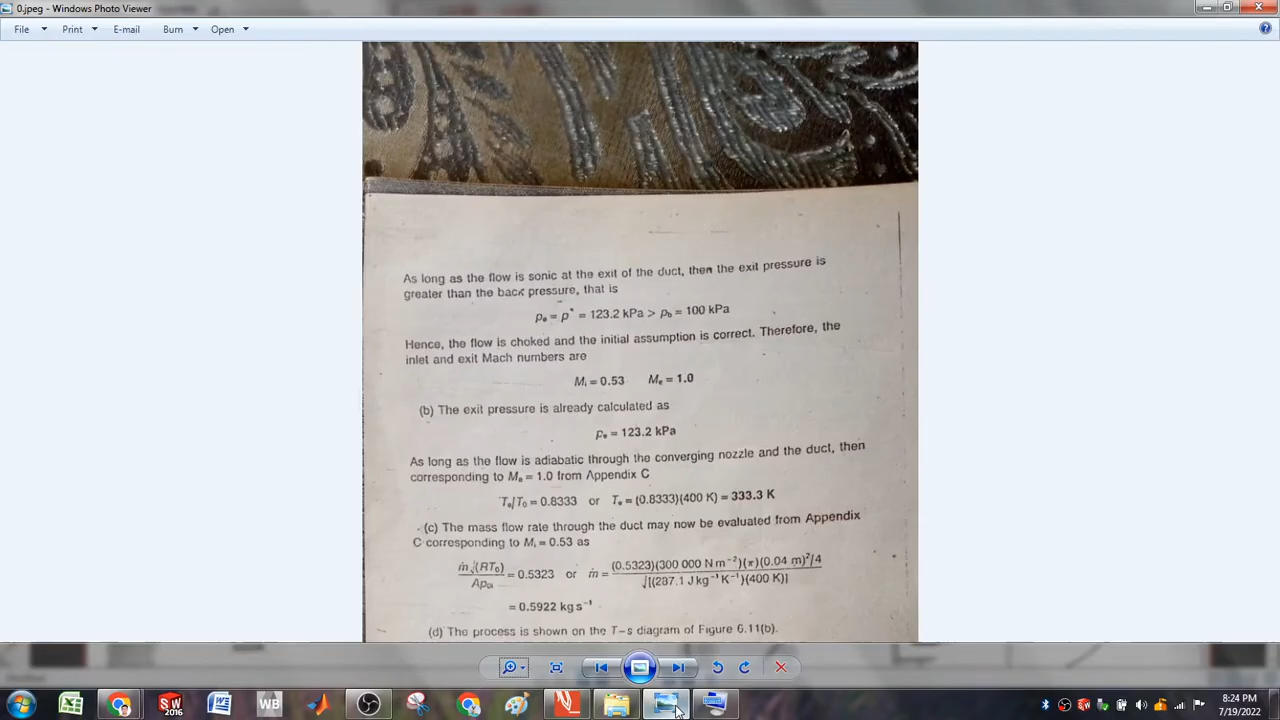 0.jpeg - Windows Photo Viewer
File Print E-mail Burn Open
As long as the flow is sonic at the exit of the duct, then the exit pressure is
greater than the back pressure, that is
pₑ = p* = 123.2 kPa > p_b = 100 kPa
Hence, the flow is choked and the initial assumption is correct. Therefore, the
inlet and exit Mach numbers are
Mᵢ = 0.53 Mₑ = 1.0
(b) The exit pressure is already calculated as
pₑ = 123.2 kPa
As long as the flow is adiabatic through the converging nozzle and the duct, then
corresponding to Mₑ = 1.0 from Appendix C
Tₑ/T₀ = 0.8333 or Tₑ = (0.8333)(400 K) = 333.3 K
(c) The mass flow rate through the duct may now be evaluated from Appendix
C corresponding to Mᵢ = 0.53 as
ṁ√(RT₀)/Ap₀ᵢ = 0.5323 or ṁ = (0.5323)(300 000 N m⁻²)(π)(0.04 m)²/4 / √[(287.1 J kg⁻¹ K⁻¹)(400 K)]
= 0.5922 kg s⁻¹
(d) The process is shown on the T–s diagram of Figure 6.11(b).
SW
2016
WB
8:24 PM
7/19/2022